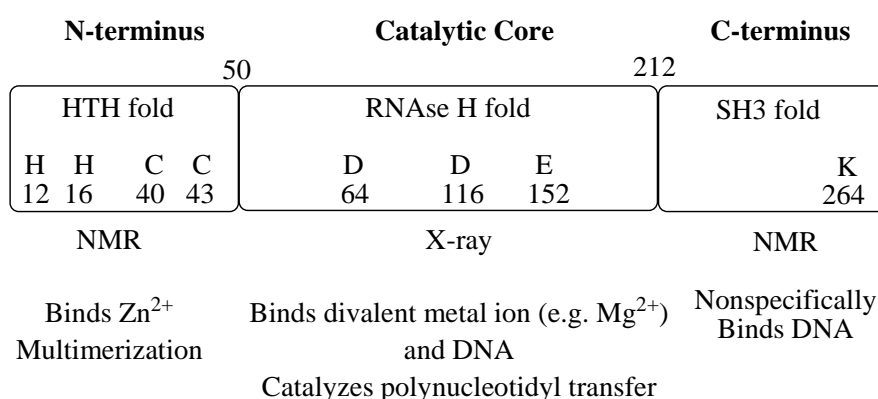 N-terminus Catalytic Core C-terminus
50 212
HTH fold RNAse H fold SH3 fold
H H C C D D E K
12 16 40 43 64 116 152 264
NMR X-ray NMR
Binds Zn2+ Binds divalent metal ion (e.g. Mg2+) Nonspecifically
Multimerization and DNA Binds DNA
Catalyzes polynucleotidyl transfer